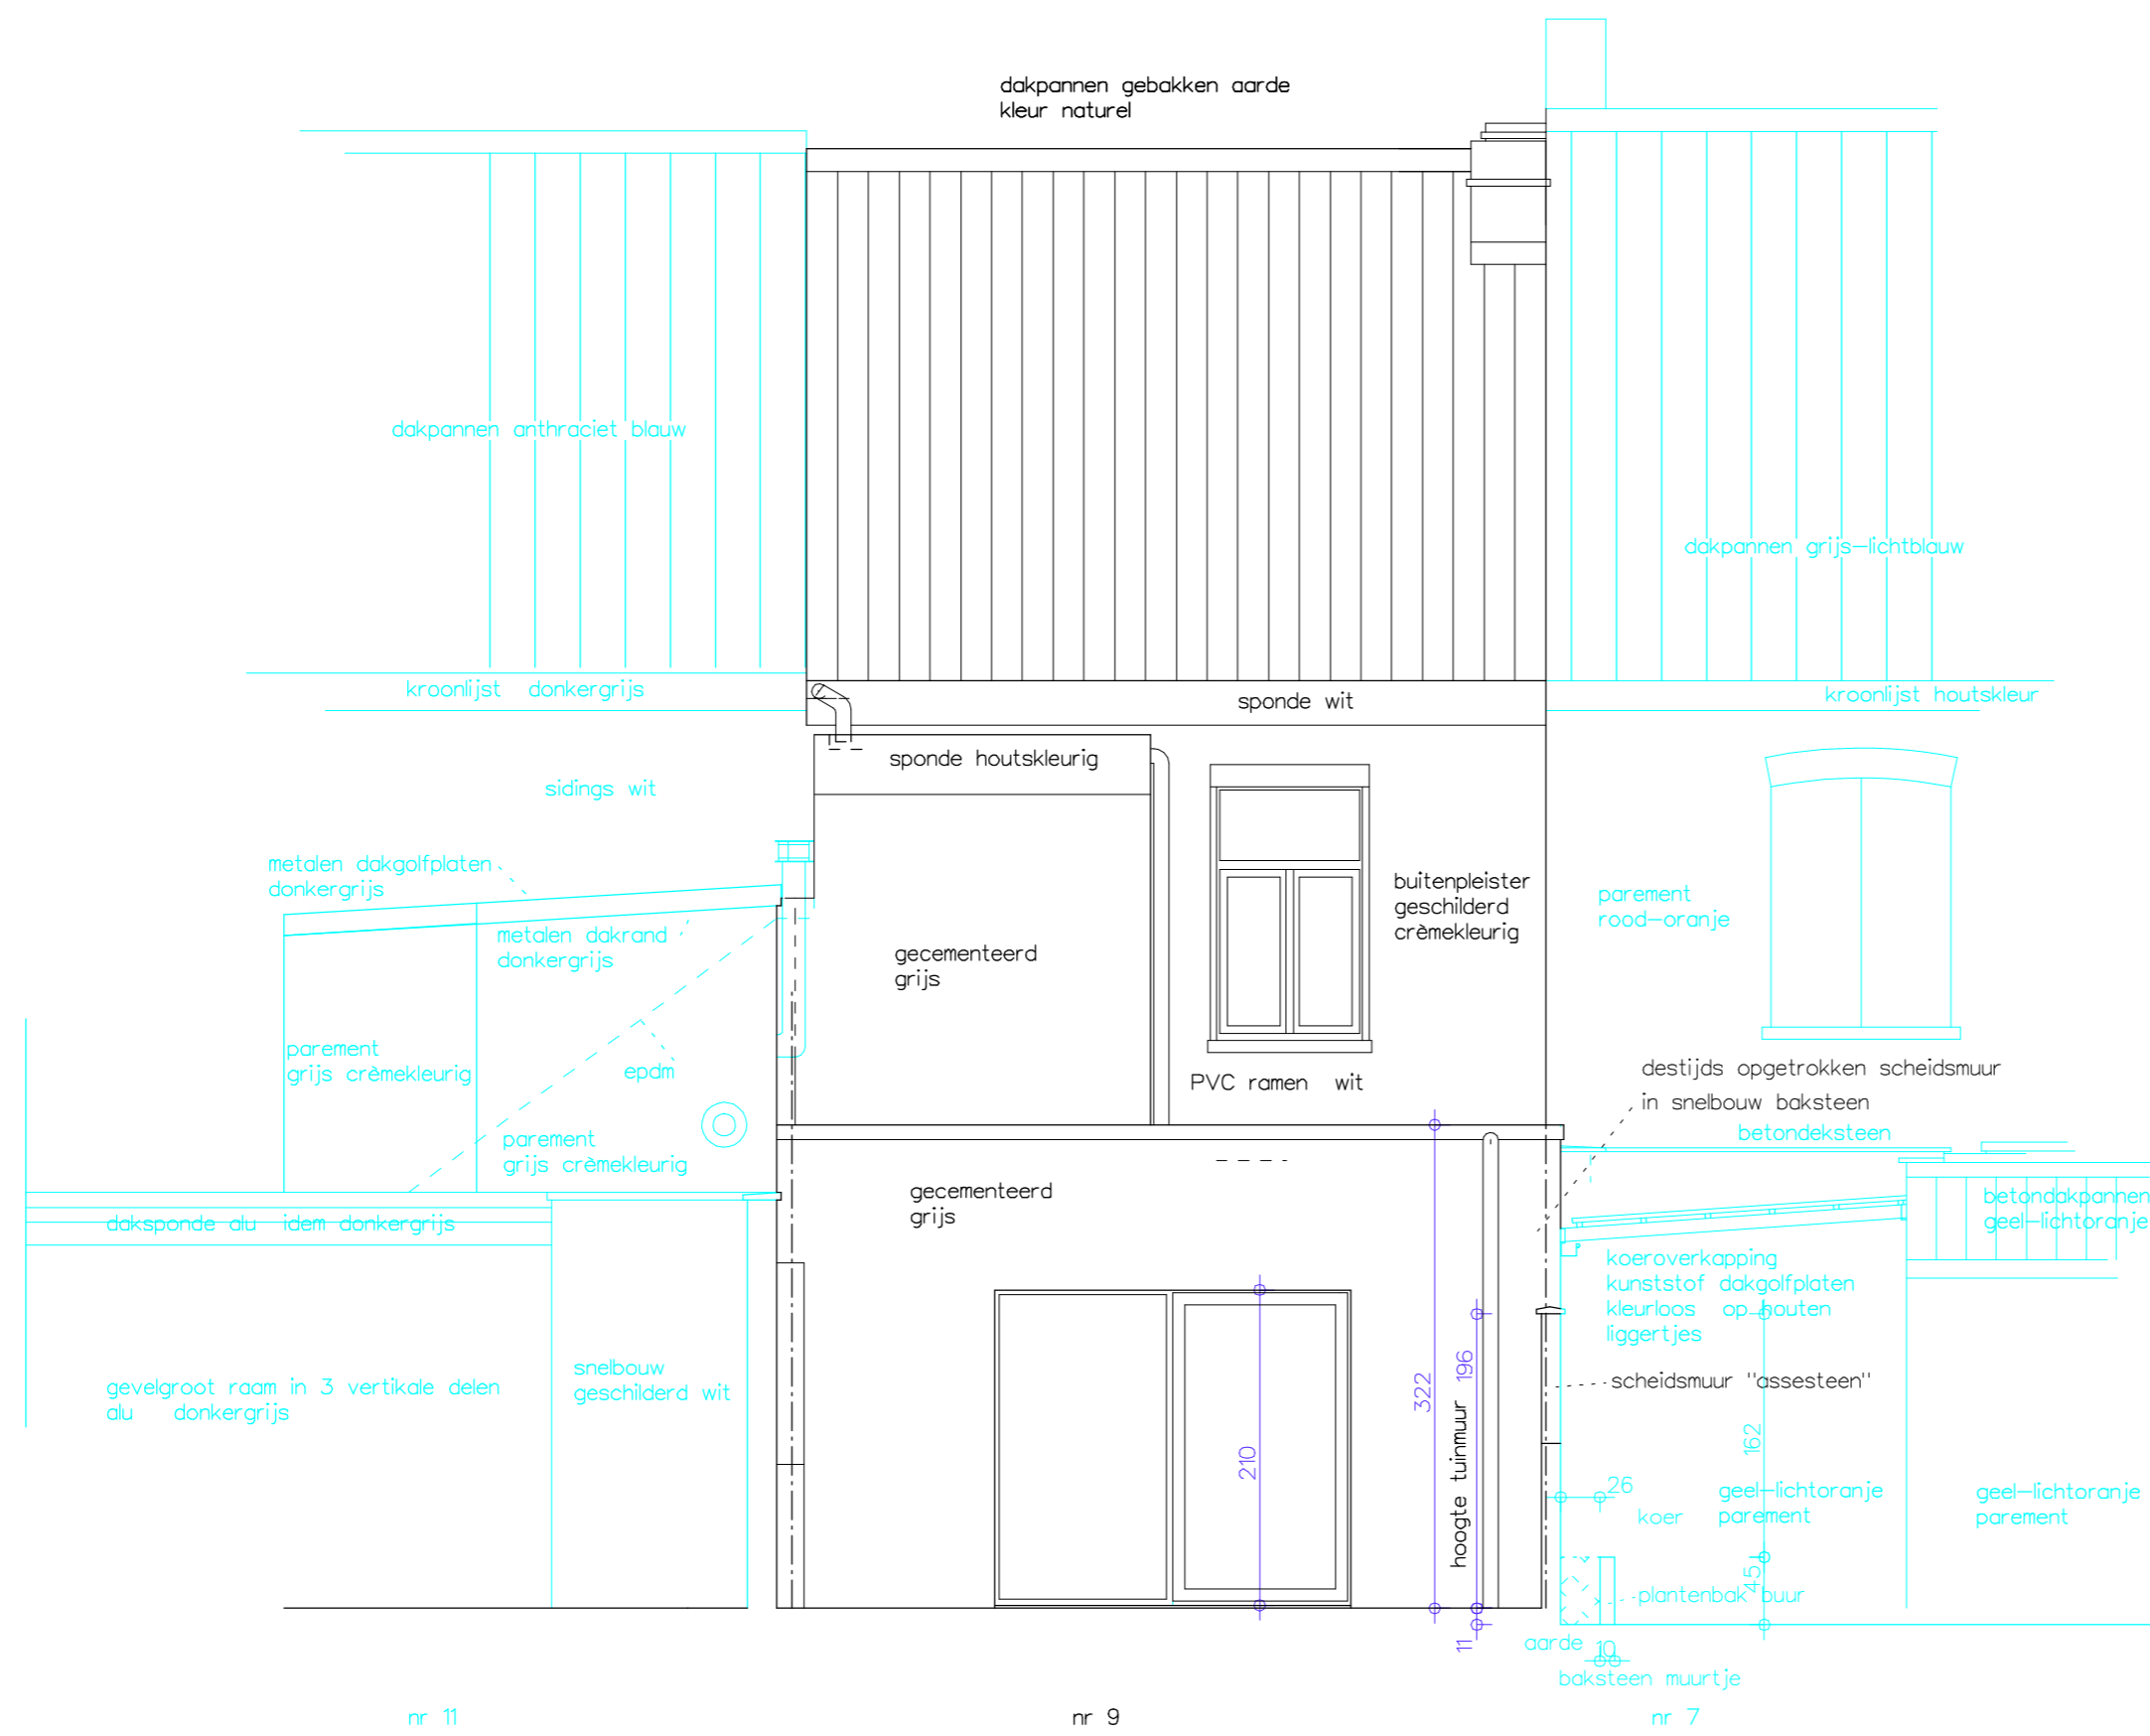 dakpannen gebakken aarde
kleur naturel
dakpannen anthraciet blauw
dakpannen grijs-lichtblauw
kroonlijst donkergrijs
sponde wit
kroonlijst houtskleur
sponde houtskleurig
sidings wit
metalen dakgolfplaten
donkergrijs
metalen dakrand
donkergrijs
gecementeerd
grijs
buitenpleister
geschilderd
crèmekleurig
parement
rood-oranje
parement
grijs crèmekleurig
epdm
PVC ramen wit
destijds opgetrokken scheidsmuur
in snelbouw baksteen
betondeksteen
parement
grijs crèmekleurig
gecementeerd
grijs
betondakpannen
geel-lichtoranje
daksponde alu idem donkergrijs
koeroverkapping
kunststof dakgolfplaten
kleurloos op houten
liggertjes
gevelgroot raam in 3 vertikale delen
alu donkergrijs
snelbouw
geschilderd wit
scheidsmuur "assesteen"
210
322
hoogte tuinmuur 196
11
162
45
26
koer
geel-lichtoranje
parement
geel-lichtoranje
parement
plantenbak buur
aarde
10
baksteen muurtje
nr 11
nr 9
nr 7